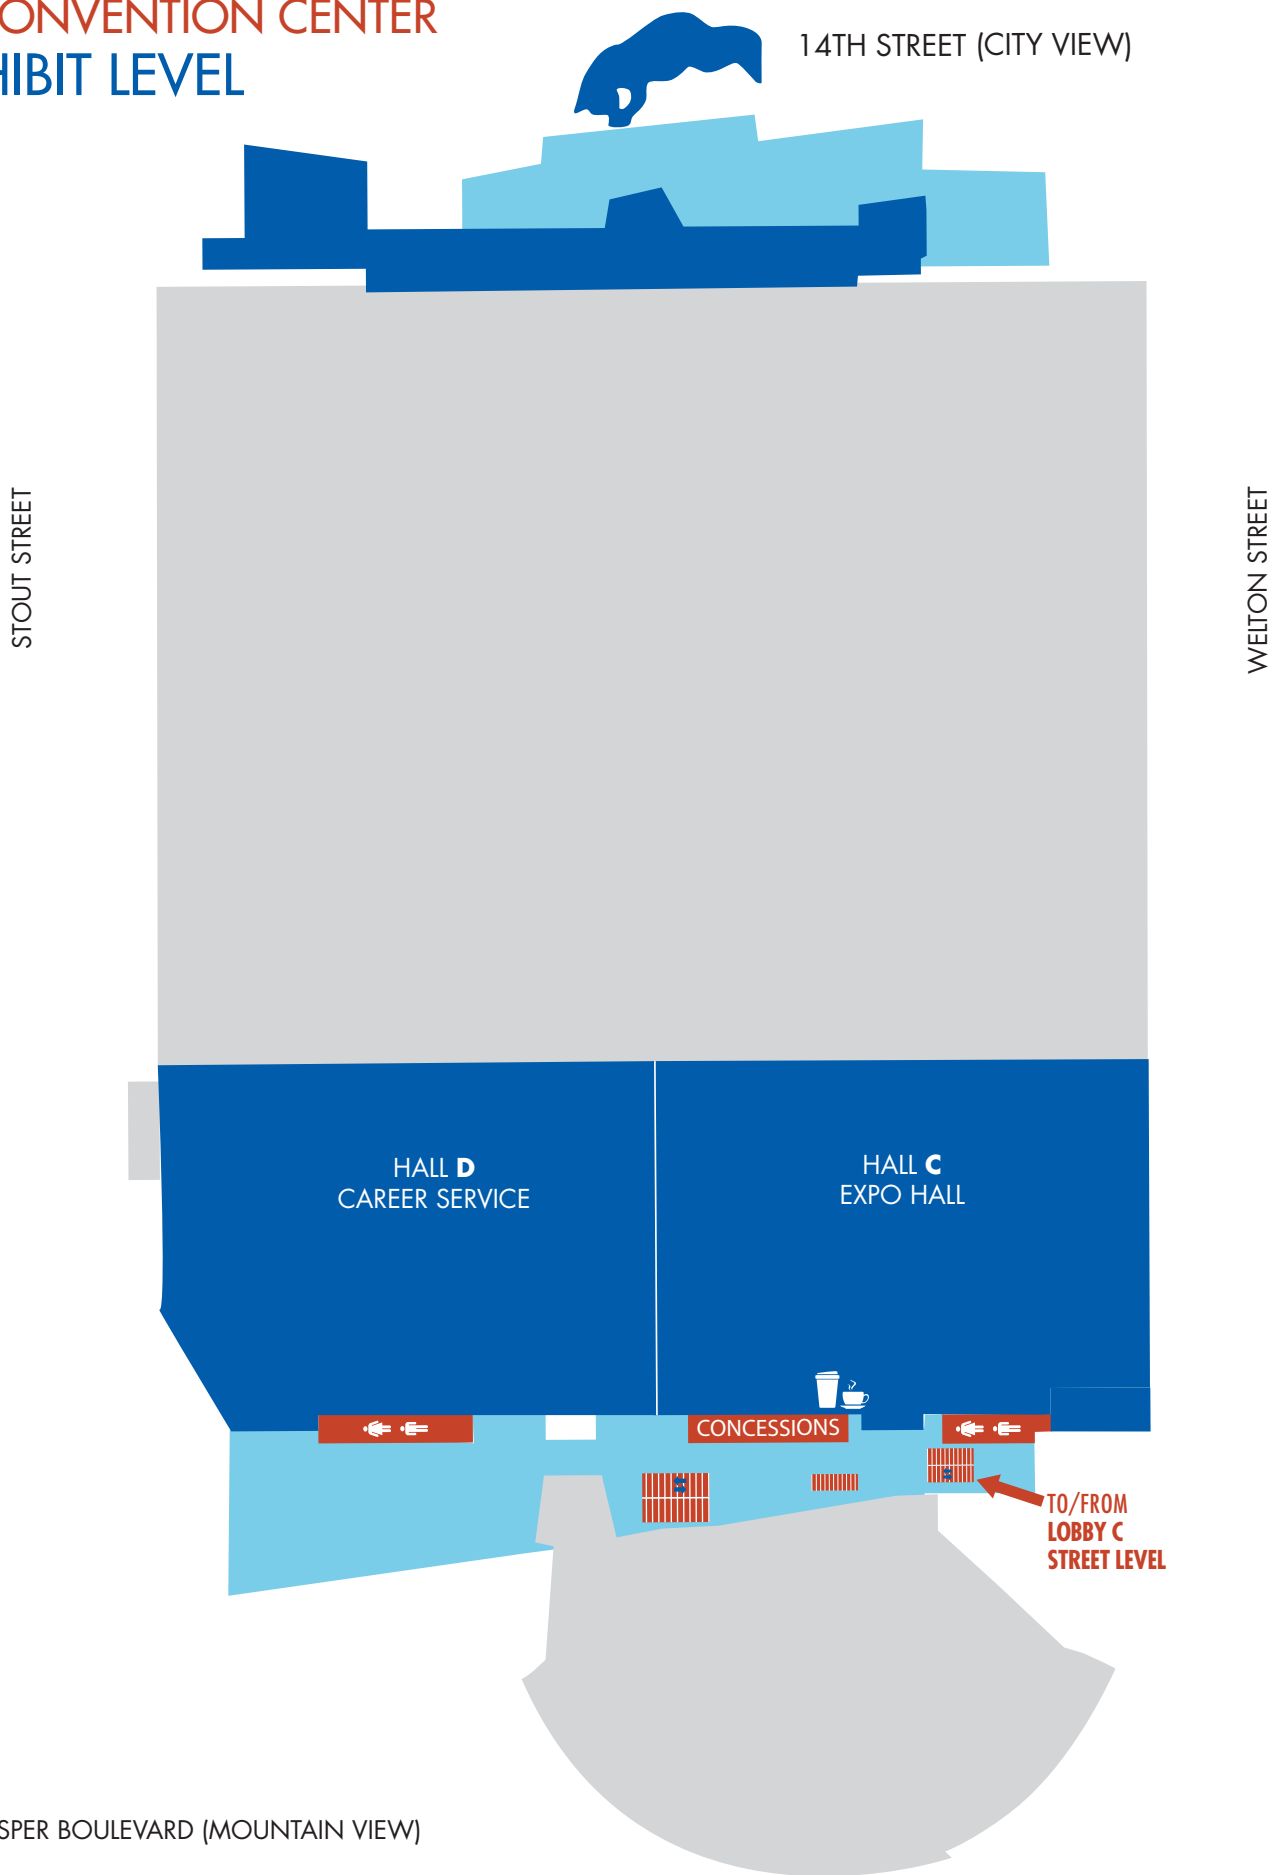 ONVENTION CENTER
HIBIT LEVEL
14TH STREET (CITY VIEW)
STOUT STREET
WELTON STREET
HALL D
CAREER SERVICE
HALL C
EXPO HALL
CONCESSIONS
TO/FROM
LOBBY C
STREET LEVEL
SPER BOULEVARD (MOUNTAIN VIEW)